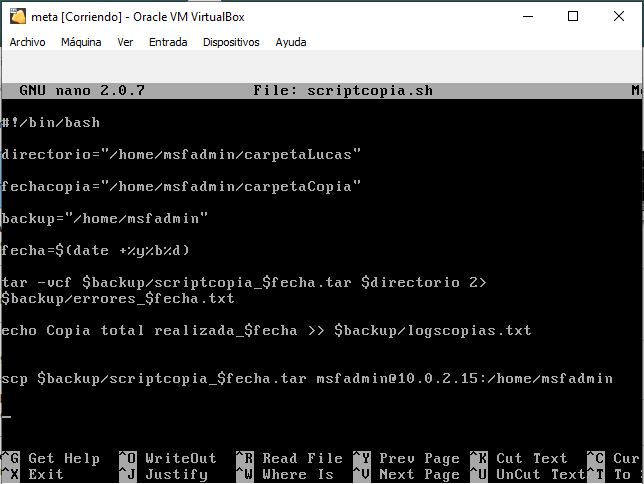 meta [Corriendo] - Oracle VM VirtualBox
Archivo Máquina Ver Entrada Dispositivos Ayuda
GNU nano 2.0.7 File: scriptcopia.sh
#!/bin/bash
directorio="/home/msfadmin/carpetaLucas"
fechacopia="/home/msfadmin/carpetaCopia"
backup="/home/msfadmin"
fecha=$(date +%y%b%d)
tar -vcf $backup/scriptcopia_$fecha.tar $directorio 2>
$backup/errores_$fecha.txt
echo Copia total realizada_$fecha >> $backup/logscopias.txt
scp $backup/scriptcopia_$fecha.tar msfadmin@10.0.2.15:/home/msfadmin
^G Get Help ^O WriteOut ^R Read File ^Y Prev Page ^K Cut Text ^C Cur
^X Exit ^J Justify ^W Where Is ^V Next Page ^U UnCut Text ^T To